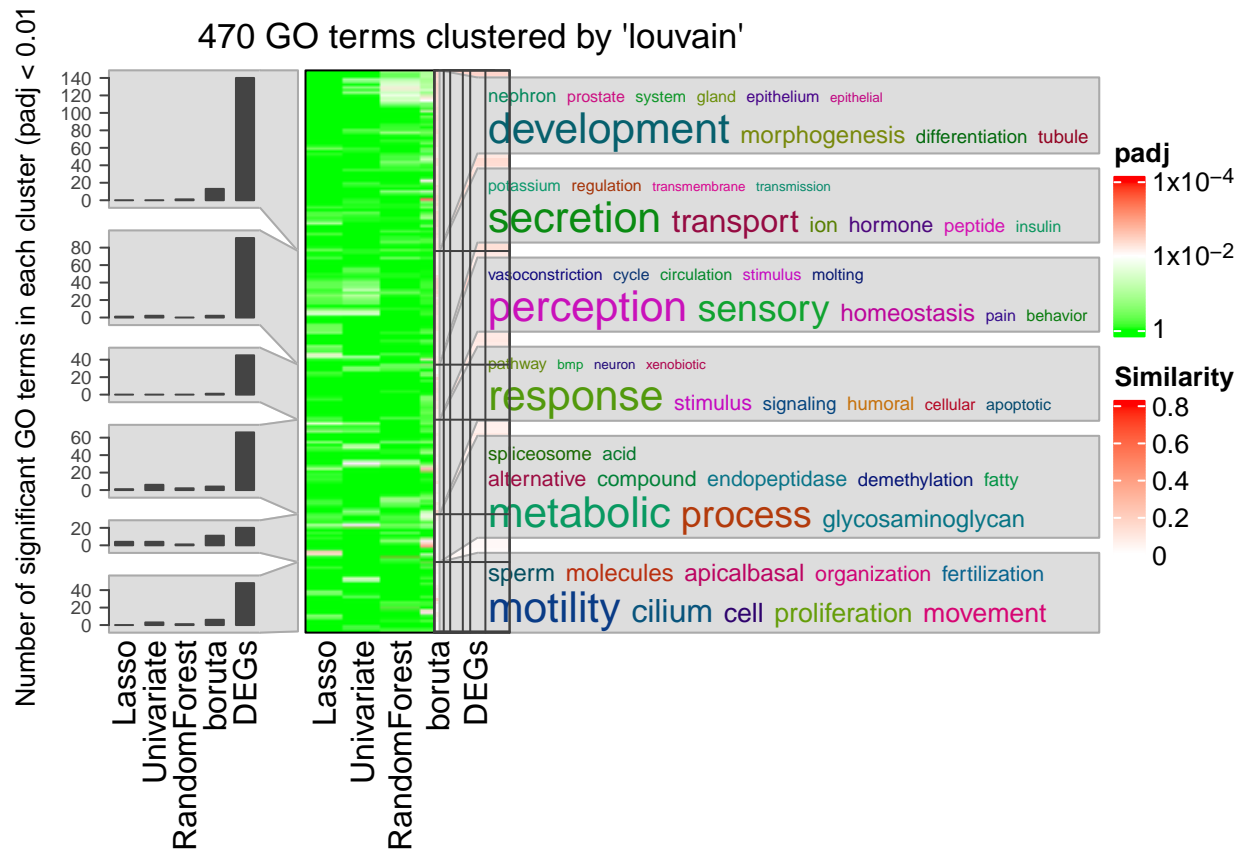 470 GO terms clustered by 'louvain'
Number of significant GO terms in each cluster (padj < 0.01
140
120
100
80
60
40
20
0
80
60
40
20
0
40
20
0
60
40
20
0
20
0
40
20
0
Lasso
Univariate
RandomForest
boruta
DEGs
Lasso
Univariate
RandomForest
boruta
DEGs
nephron prostate system gland epithelium epithelial
development morphogenesis differentiation tubule
potassium regulation transmembrane transmission
secretion transport ion hormone peptide insulin
vasoconstriction cycle circulation stimulus molting
perception sensory homeostasis pain behavior
pathway bmp neuron xenobiotic
response stimulus signaling humoral cellular apoptotic
spliceosome acid
alternative compound endopeptidase demethylation fatty
metabolic process glycosaminoglycan
sperm molecules apicalbasal organization fertilization
motility cilium cell proliferation movement
padj
1x10⁻⁴
1x10⁻²
1
Similarity
0.8
0.6
0.4
0.2
0